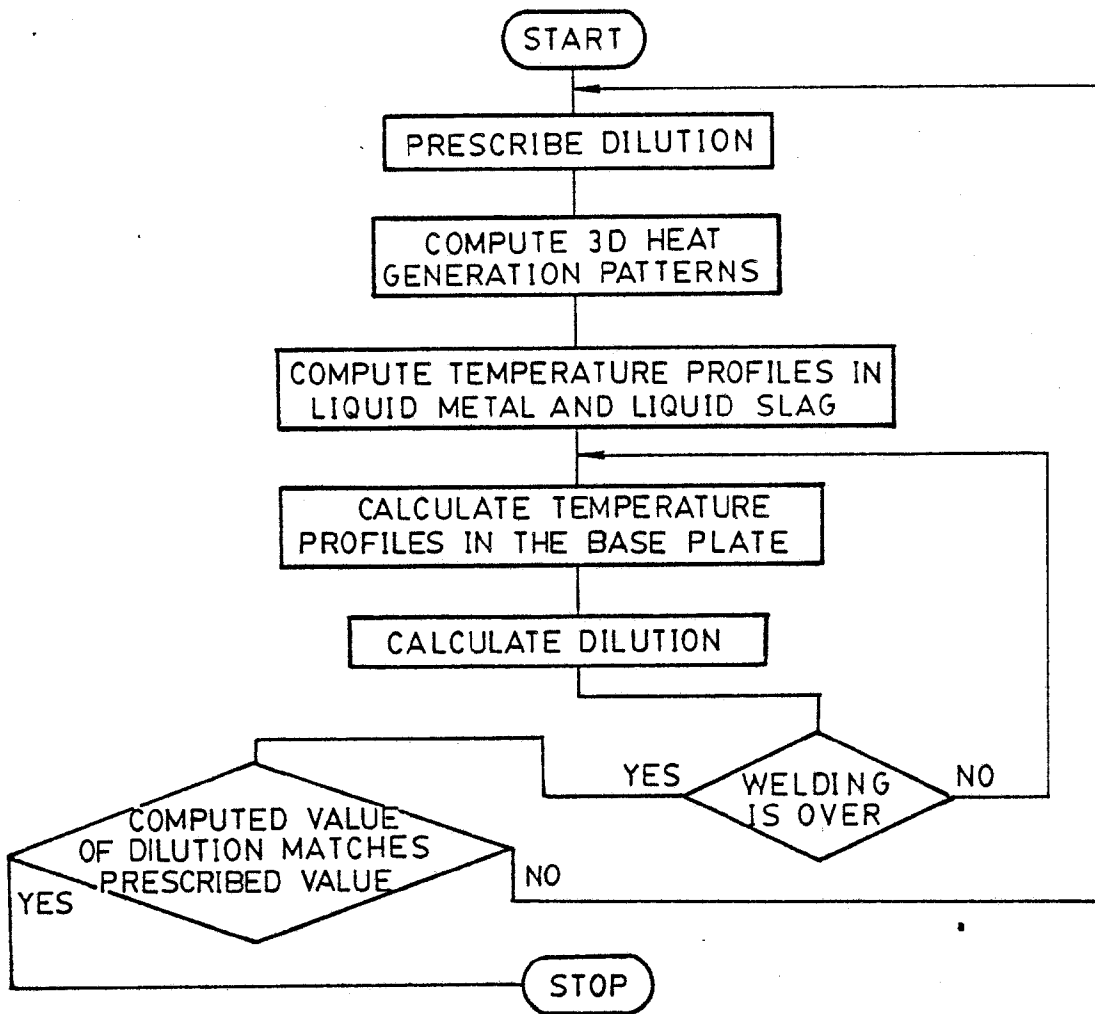 START
PRESCRIBE DILUTION
COMPUTE 3D HEAT
GENERATION PATTERNS
COMPUTE TEMPERATURE PROFILES IN
LIQUID METAL AND LIQUID SLAG
CALCULATE TEMPERATURE
PROFILES IN THE BASE PLATE
CALCULATE DILUTION
YES
WELDING
IS OVER
NO
COMPUTED VALUE
OF DILUTION MATCHES
PRESCRIBED VALUE
YES
NO
STOP